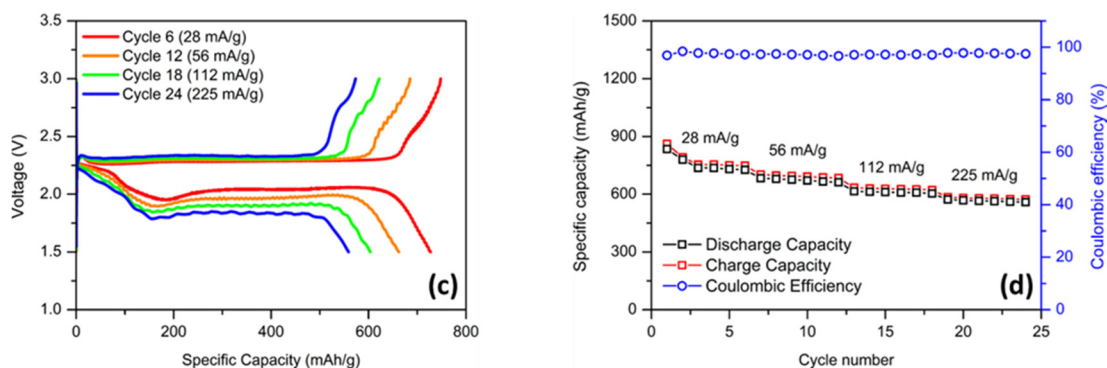 Cycle 6 (28 mA/g)
Cycle 12 (56 mA/g)
Cycle 18 (112 mA/g)
Cycle 24 (225 mA/g)
3.5
3.0
2.5
2.0
1.5
1.0
Voltage (V)
0
200
400
600
800
Specific Capacity (mAh/g)
(c)
1500
1200
900
600
300
0
Specific capacity (mAh/g)
28 mA/g
56 mA/g
112 mA/g
225 mA/g
Discharge Capacity
Charge Capacity
Coulombic Efficiency
(d)
0
5
10
15
20
25
Cycle number
100
80
60
40
20
0
Coulombic efficiency (%)